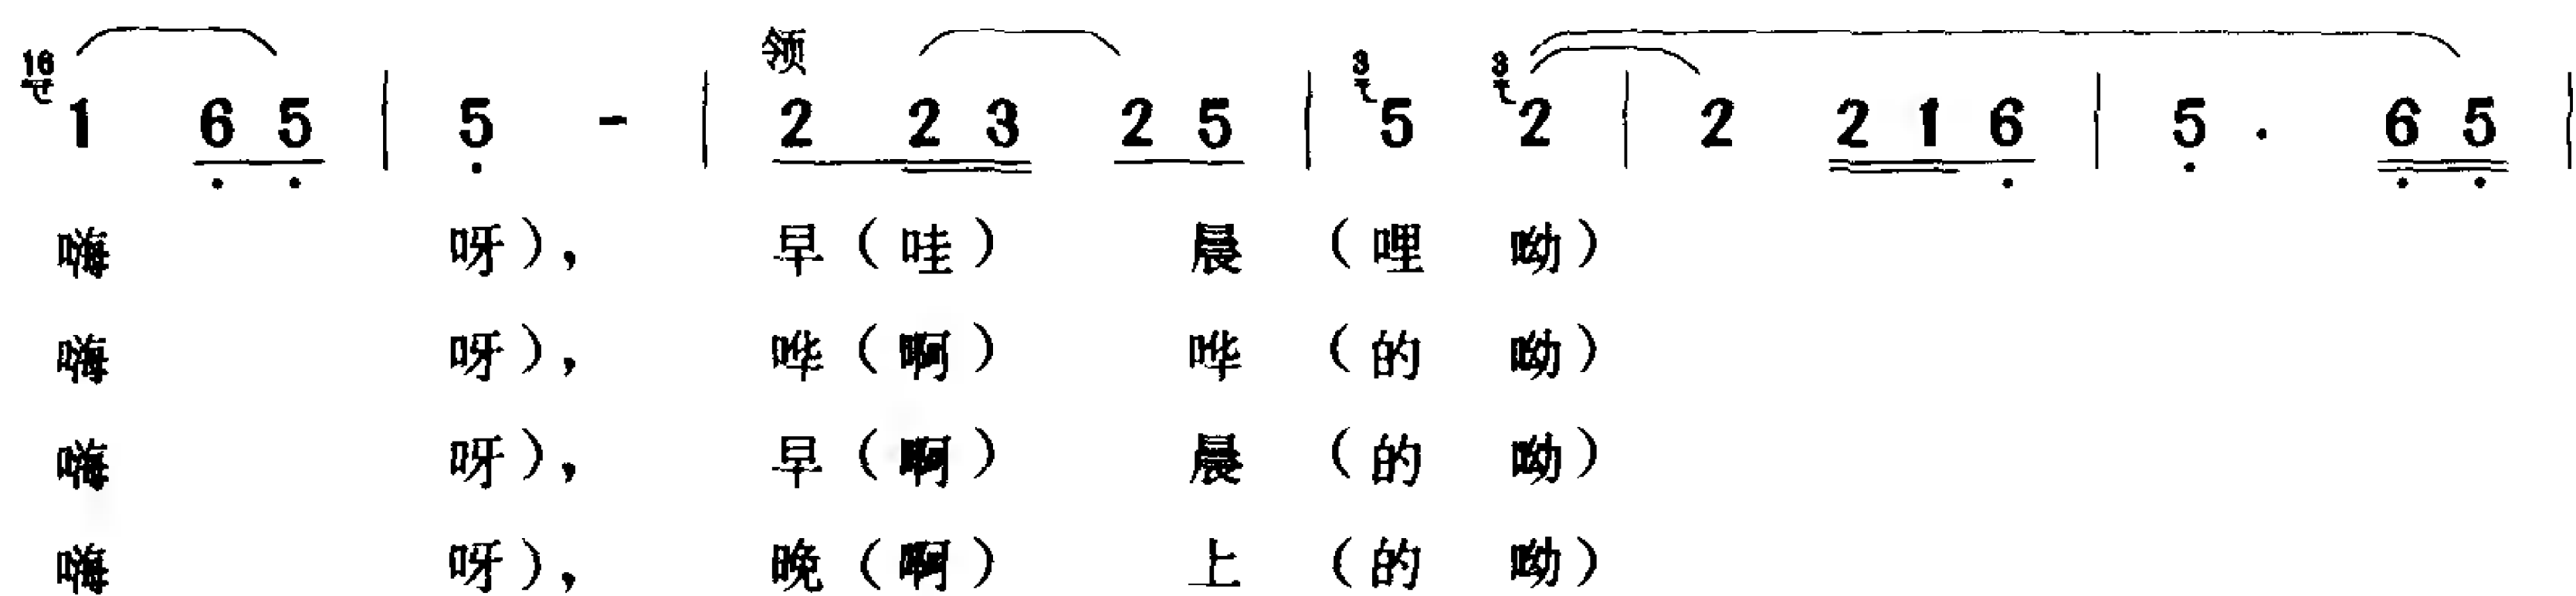 领
16 1 6 5 | 5 - | 2 2 3 2 5 | 3 5 3 2 | 2 2 1 6 | 5 · 6 5 |
嗨 呀), 早(哇) 晨 (哩 呦)
嗨 呀), 哗(啊) 哗 (的 呦)
嗨 呀), 早(啊) 晨 (的 呦)
嗨 呀), 晚(啊) 上 (的 呦)